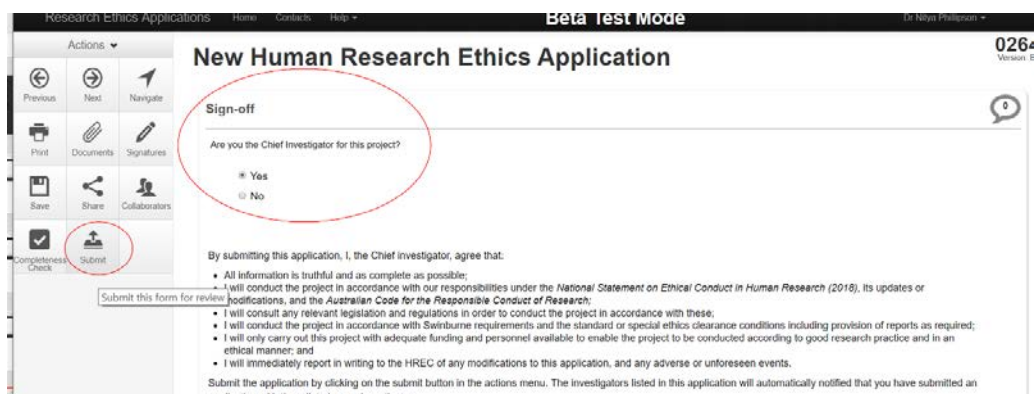 Research Ethics Applications Home Contacts Help
Beta Test Mode
Dr Nitya Phillipson
Actions
Previous Next Navigate
Print Documents Signatures
Save Share Collaborators
Completeness Check Submit
Submit this form for review
New Human Research Ethics Application
0264
Version: B
Sign-off
0
Are you the Chief Investigator for this project?
Yes
No
By submitting this application, I, the Chief investigator, agree that:
• All information is truthful and as complete as possible;
• I will conduct the project in accordance with our responsibilities under the National Statement on Ethical Conduct in Human Research (2018), its updates or
modifications, and the Australian Code for the Responsible Conduct of Research;
• I will consult any relevant legislation and regulations in order to conduct the project in accordance with these;
• I will conduct the project in accordance with Swinburne requirements and the standard or special ethics clearance conditions including provision of reports as required;
• I will only carry out this project with adequate funding and personnel available to enable the project to be conducted according to good research practice and in an
ethical manner; and
• I will immediately report in writing to the HREC of any modifications to this application, and any adverse or unforeseen events.
Submit the application by clicking on the submit button in the actions menu. The investigators listed in this application will automatically notified that you have submitted an